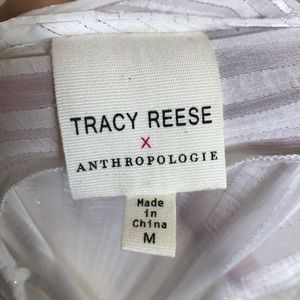 TRACY REESE
X
ANTHROPOLOGIE
Made
in
China
M